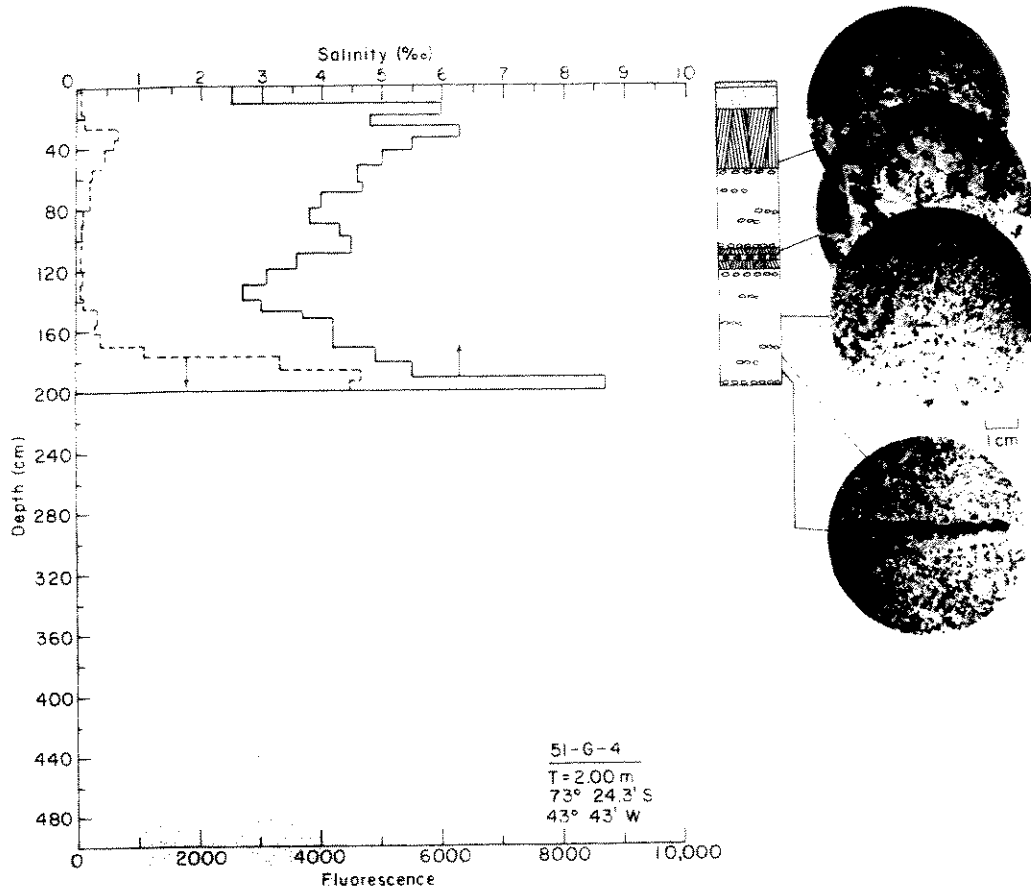 Salinity (‰)
0 1 2 3 4 5 6 7 8 9 10
0
40
80
120
160
200
240
280
320
360
400
440
480
Depth (cm)
1 cm
51-G-4
T=2.00 m
73° 24.3' S
43° 43' W
0 2000 4000 6000 8000 10,000
Fluorescence